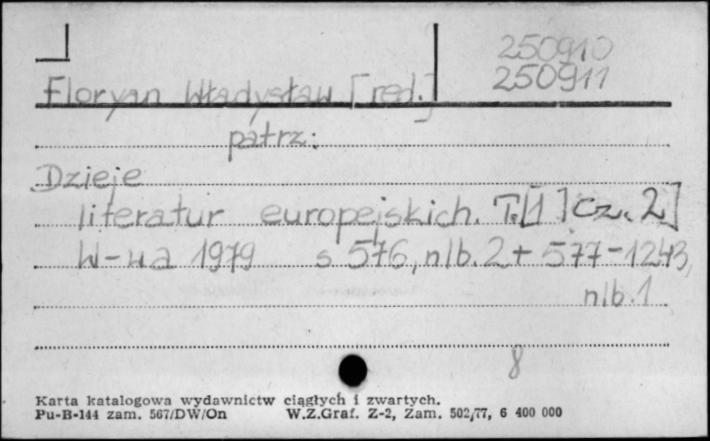 250910
250911
Floryan Władysław [red.]
patrz:
Dzieje
literatur europejskich. T.[1] cz. 2]
W-wa 1979 s 576, nlb. 2 + 577-1243,
nlb. 1
8
Karta katalogowa wydawnictw ciągłych i zwartych.
Pu-B-144 zam. 567/DW/On W.Z.Graf. Z-2, Zam. 502/77, 6 400 000